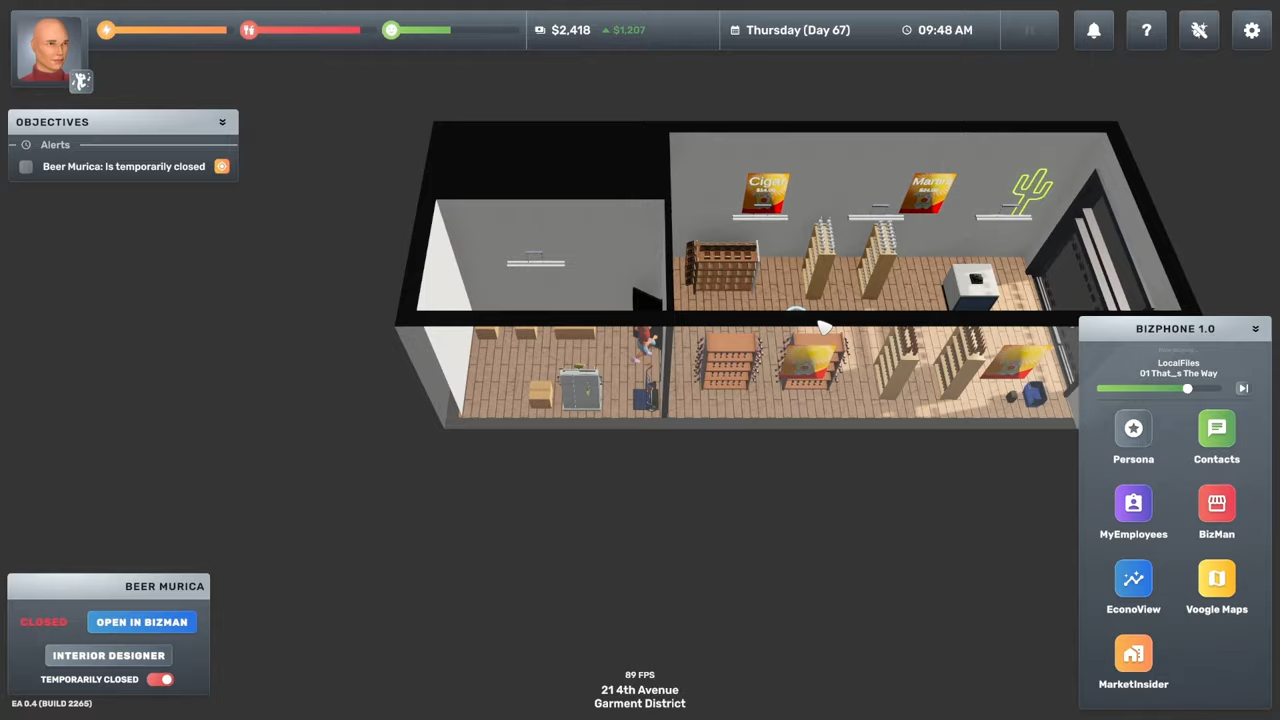 $2,418
$1,207
Thursday (Day 67)
09:48 AM
?
OBJECTIVES
Alerts
Beer Murica: Is temporarily closed
Cigar
BIZPHONE 1.0
LocalFiles
01 That_s The Way
Persona
Contacts
MyEmployees
BizMan
EconoView
Voogle Maps
MarketInsider
BEER MURICA
CLOSED
OPEN IN BIZMAN
INTERIOR DESIGNER
TEMPORARILY CLOSED
EA 0.4 (BUILD 2265)
89 FPS
21 4th Avenue
Garment District